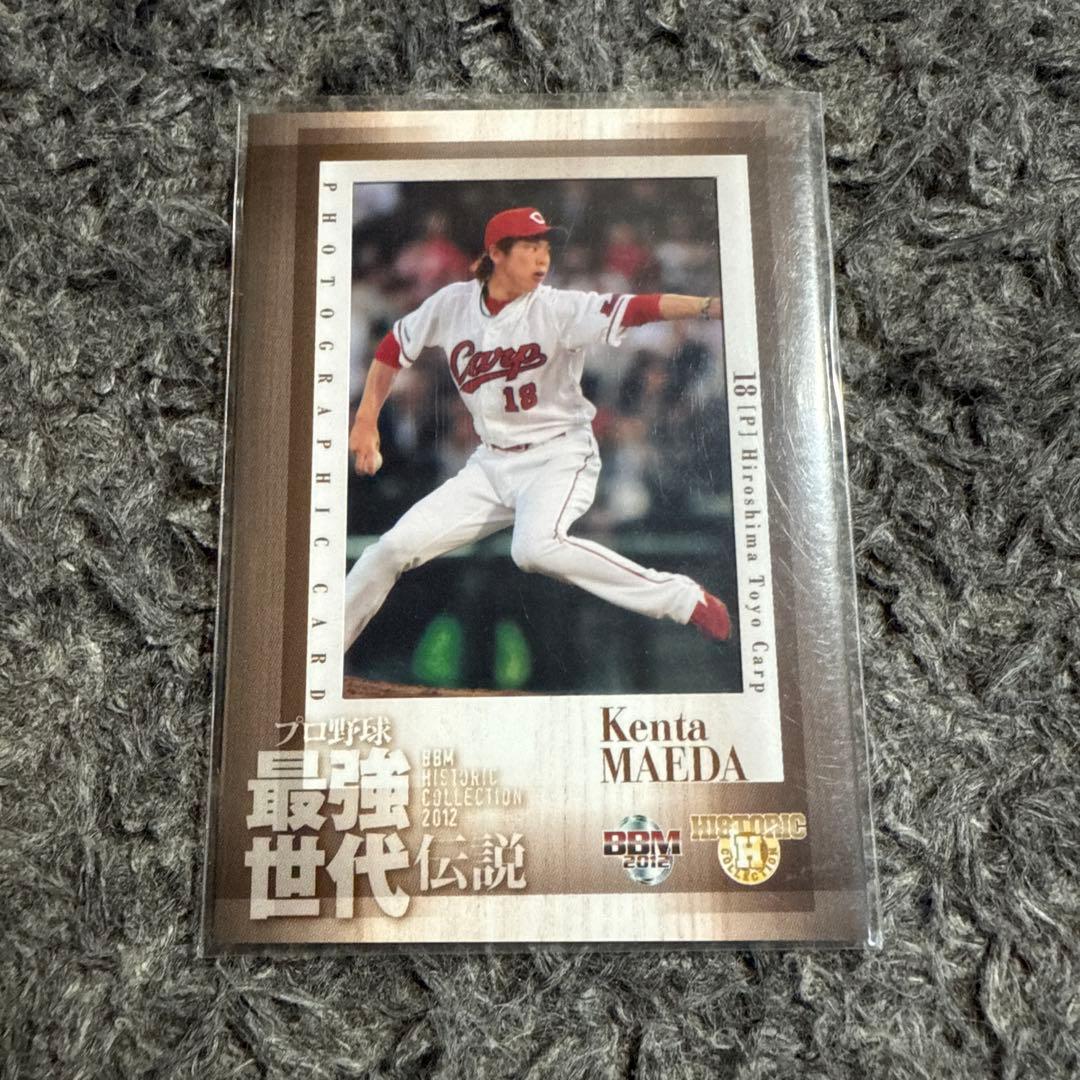 PHOTOGRAPHIC CARD
C
Carp
18
18 [P] Hiroshima Toyo Carp
Kenta
MAEDA
プロ野球
最強
世代伝説
BBM
HISTORIC
COLLECTION
2012
BBM
2012
HISTORIC
H
COLLECTION